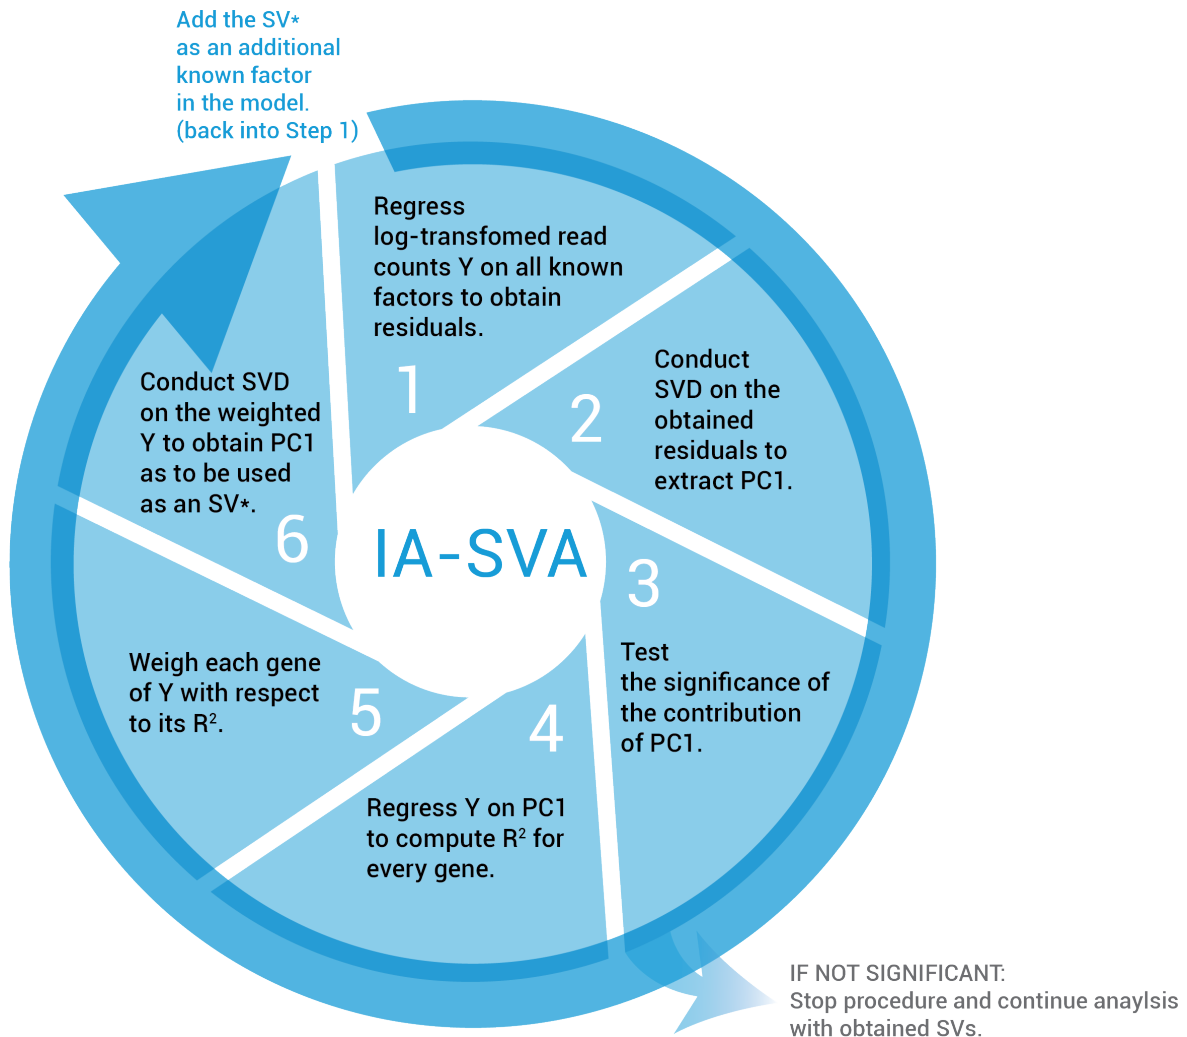 Add the SV*
as an additional
known factor
in the model.
(back into Step 1)
Regress
log-transfomed read
counts Y on all known
factors to obtain
residuals.
1
Conduct
SVD on the
obtained
residuals to
extract PC1.
2
3
Test
the significance of
the contribution
of PC1.
4
Regress Y on PC1
to compute R² for
every gene.
5
Weigh each gene
of Y with respect
to its R².
Conduct SVD
on the weighted
Y to obtain PC1
as to be used
as an SV*.
6
IA-SVA
IF NOT SIGNIFICANT:
Stop procedure and continue anaylsis
with obtained SVs.